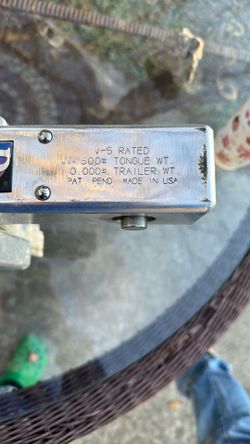 V-5 RATED
500# TONGUE WT.
0,000# TRAILER WT.
PAT. PEND. MADE IN USA